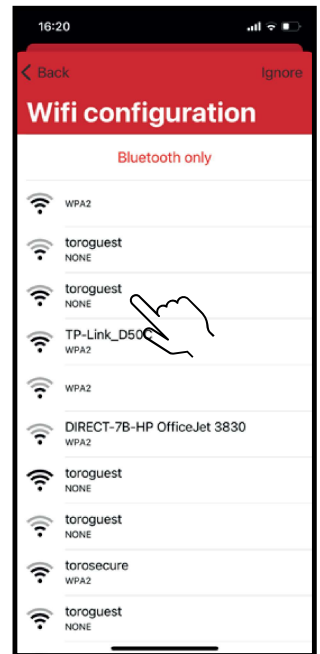 16:20
Back
Ignore
Wifi configuration
Bluetooth only
WPA2
toroguest
NONE
toroguest
NONE
TP-Link_D50C
WPA2
WPA2
DIRECT-7B-HP OfficeJet 3830
WPA2
toroguest
NONE
toroguest
NONE
torosecure
WPA2
toroguest
NONE